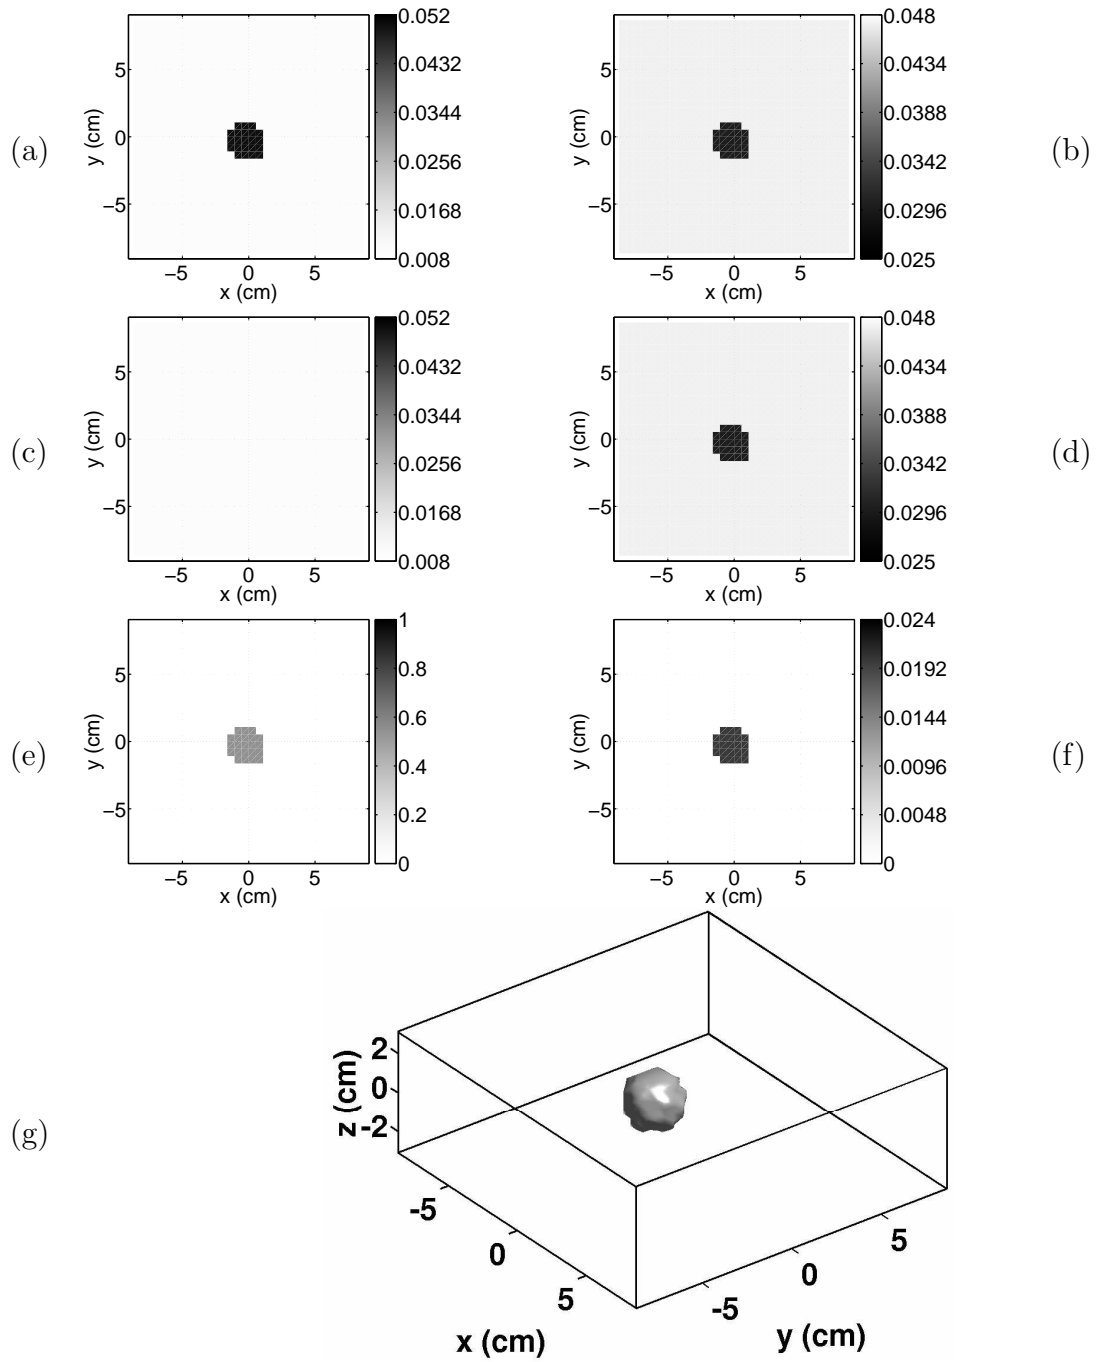 (a)
y (cm)
5
0
−5
−5 0 5
x (cm)
0.052
0.0432
0.0344
0.0256
0.0168
0.008
y (cm)
5
0
−5
−5 0 5
x (cm)
0.048
0.0434
0.0388
0.0342
0.0296
0.025
(b)
(c)
y (cm)
5
0
−5
−5 0 5
x (cm)
0.052
0.0432
0.0344
0.0256
0.0168
0.008
y (cm)
5
0
−5
−5 0 5
x (cm)
0.048
0.0434
0.0388
0.0342
0.0296
0.025
(d)
(e)
y (cm)
5
0
−5
−5 0 5
x (cm)
1
0.8
0.6
0.4
0.2
0
y (cm)
5
0
−5
−5 0 5
x (cm)
0.024
0.0192
0.0144
0.0096
0.0048
0
(f)
(g)
z (cm)
2
0
-2
-5
0
5
x (cm)
-5
0
5
y (cm)